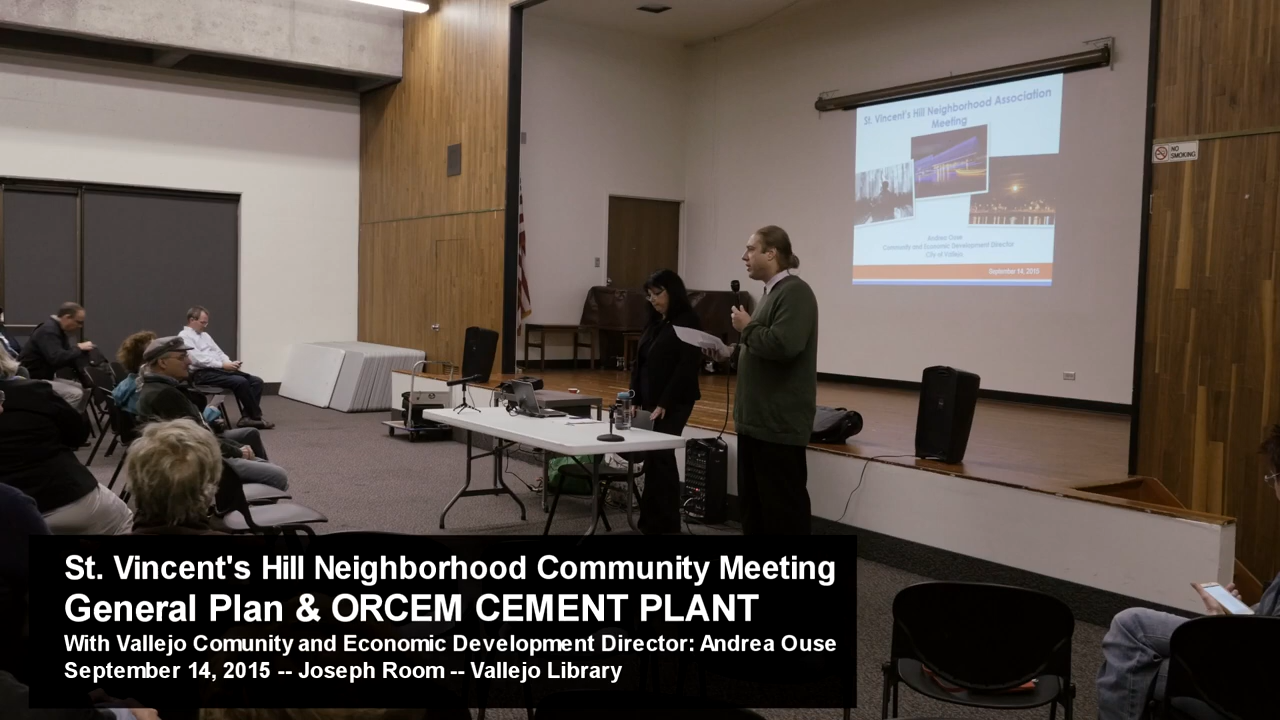 St. Vincent's Hill Neighborhood Association
Meeting
Andrea Ouse
Community and Economic Development Director
City of Vallejo
September 14, 2015
NO
SMOKING
St. Vincent's Hill Neighborhood Community Meeting
General Plan & ORCEM CEMENT PLANT
With Vallejo Comunity and Economic Development Director: Andrea Ouse
September 14, 2015 -- Joseph Room -- Vallejo Library